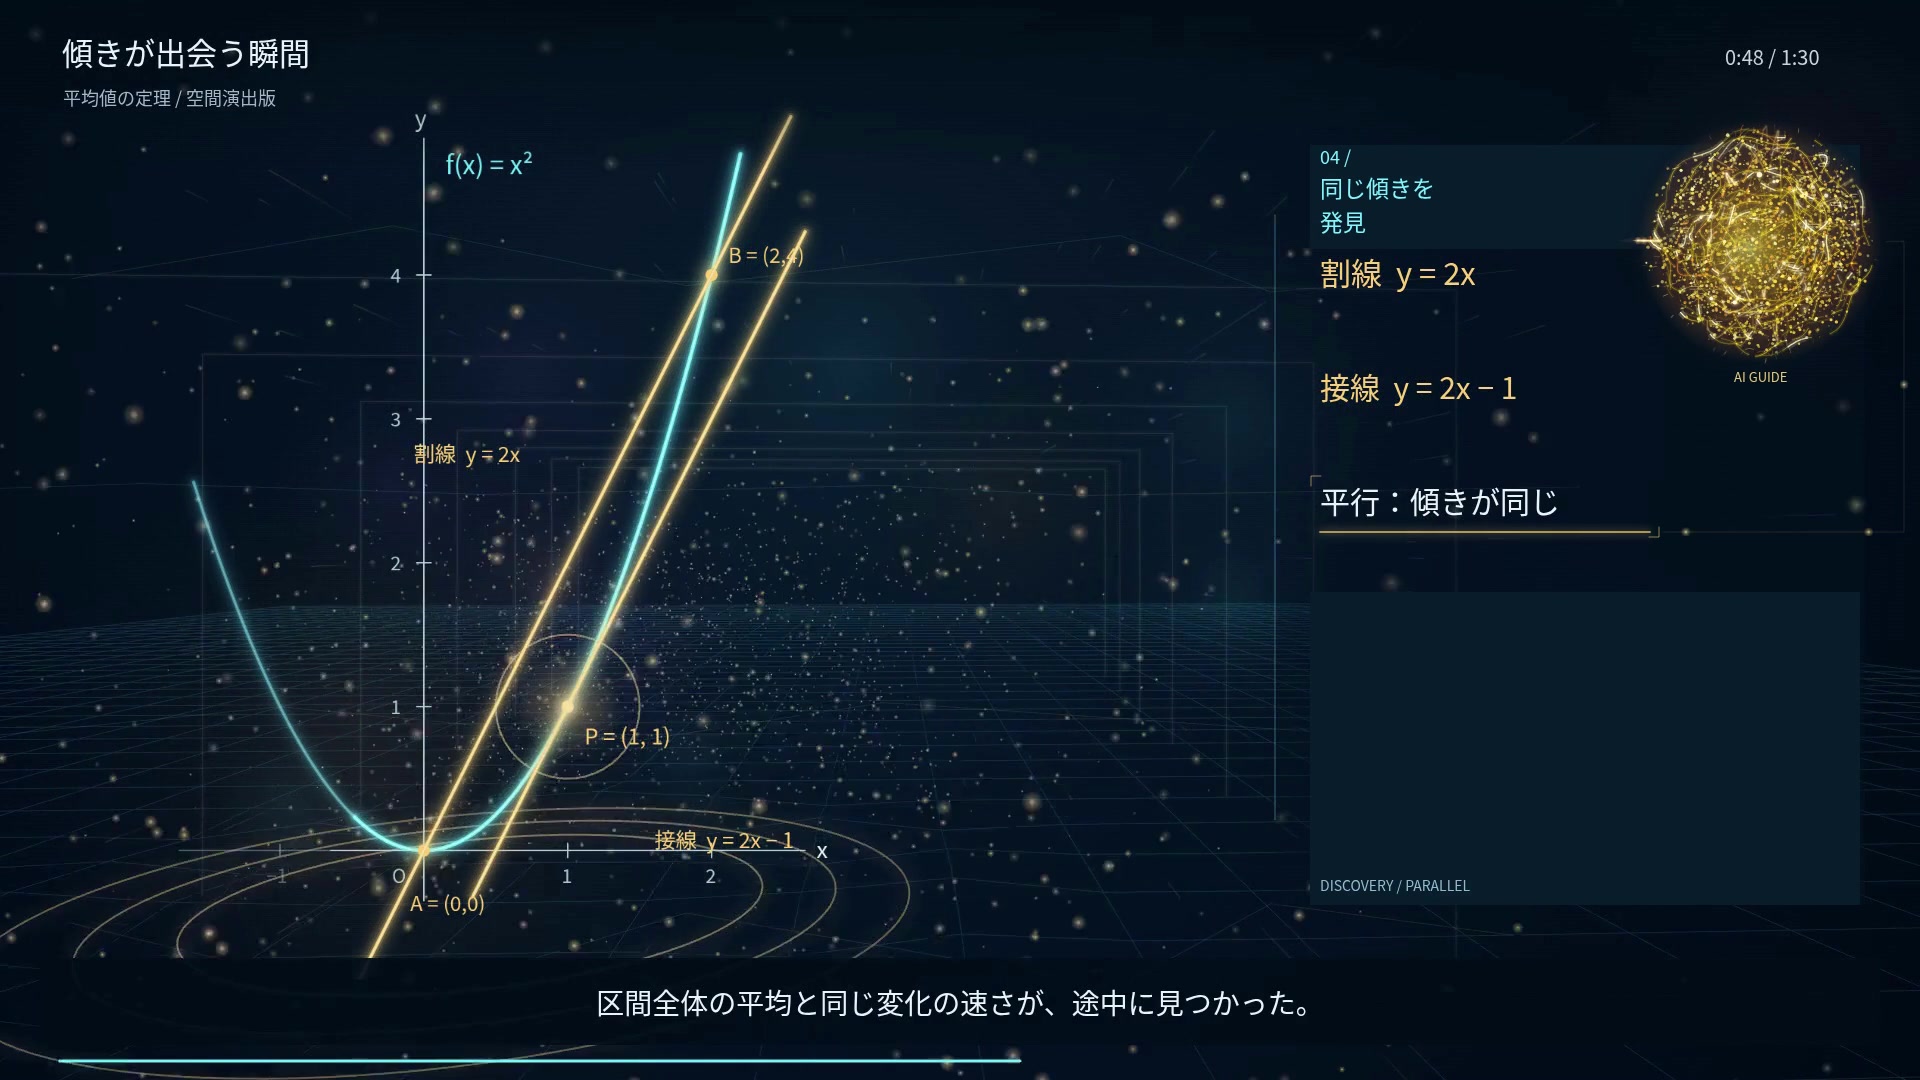 傾きが出会う瞬間
平均値の定理 / 空間演出版
0:48 / 1:30
y
f(x) = x²
B = (2,4)
4
3
割線 y = 2x
2
1
P = (1, 1)
接線 y = 2x − 1
x
−1
O
1
2
A = (0,0)
04 /
同じ傾きを
発見
割線 y = 2x
接線 y = 2x − 1
平行：傾きが同じ
AI GUIDE
DISCOVERY / PARALLEL
区間全体の平均と同じ変化の速さが、途中に見つかった。